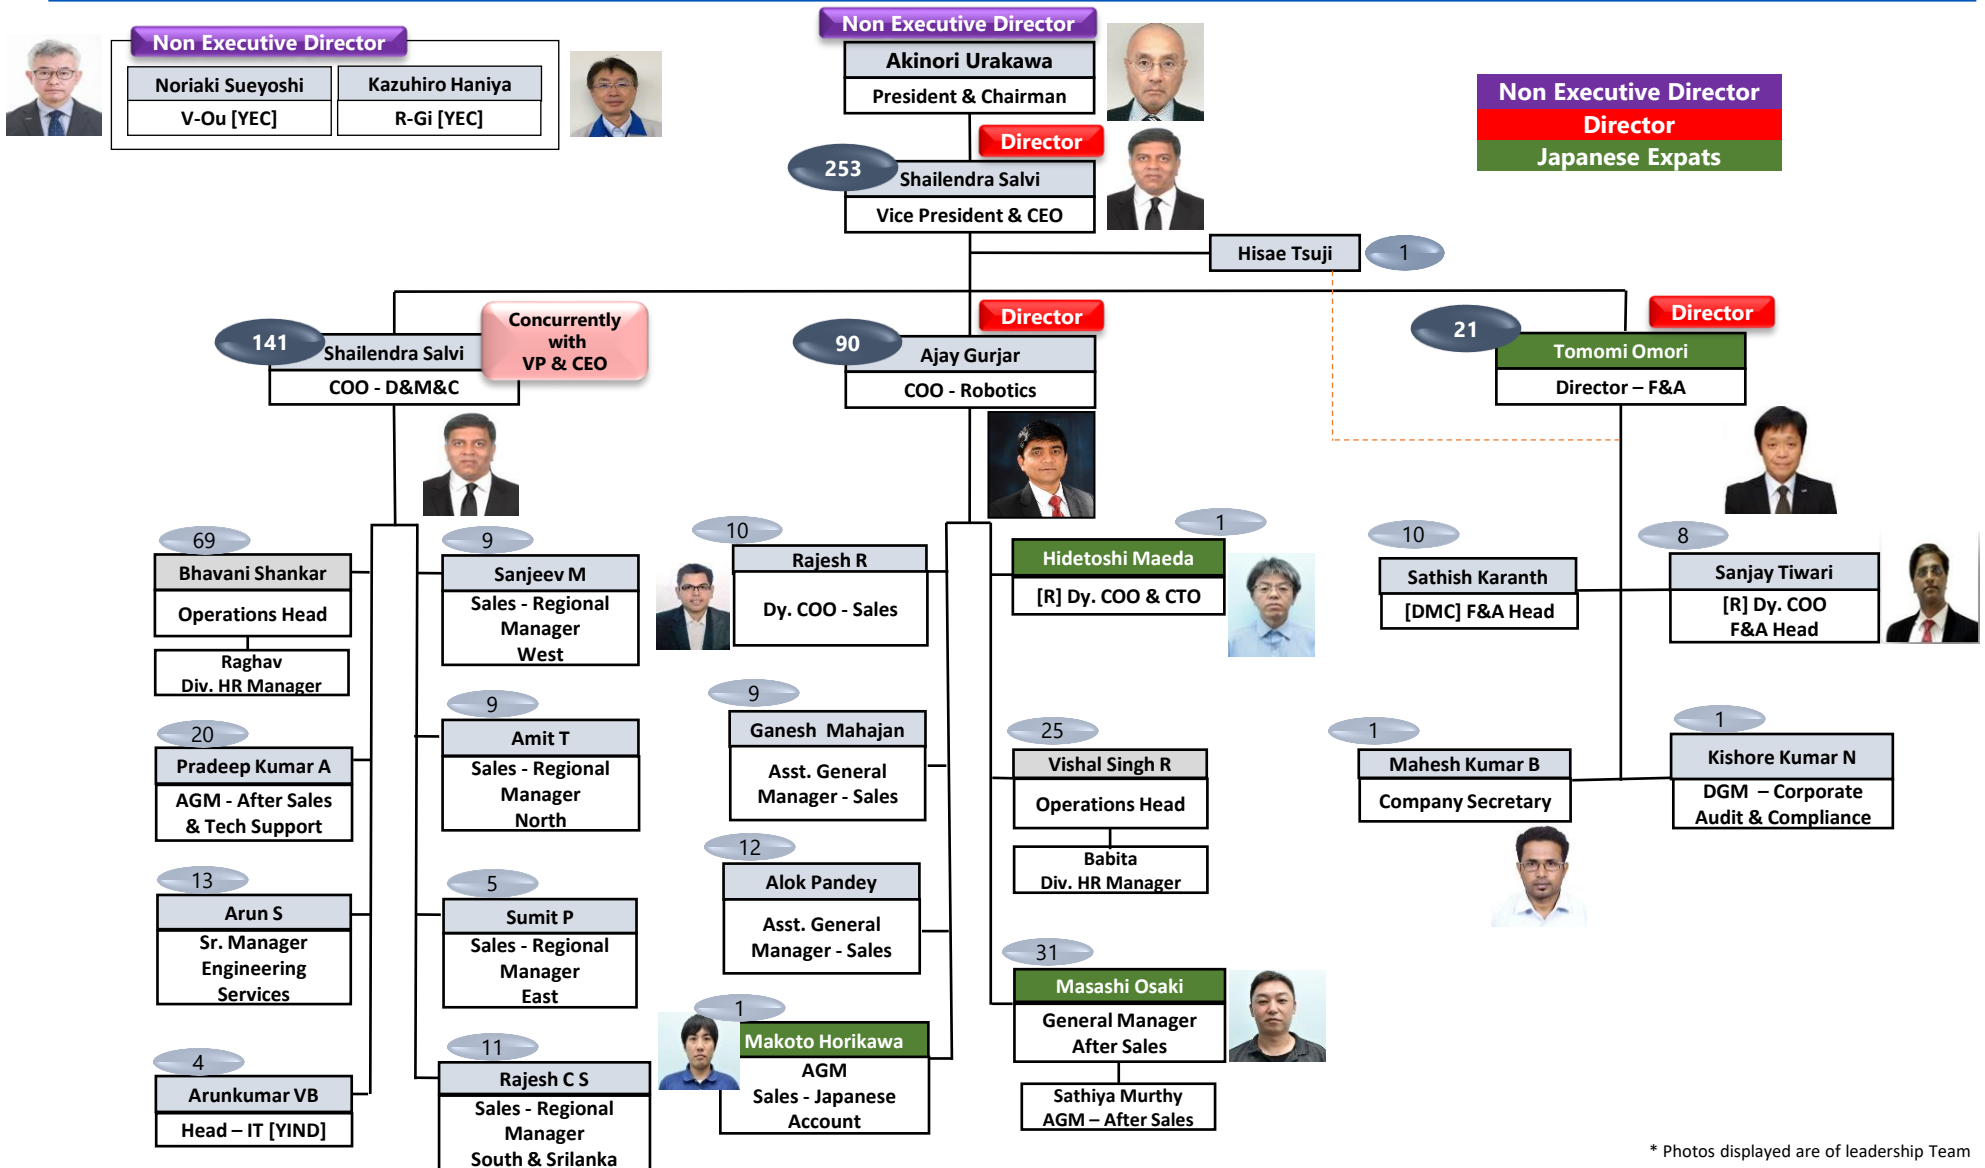 Non Executive Director
Noriaki Sueyoshi
V-Ou [YEC]
Kazuhiro Haniya
R-Gi [YEC]
Non Executive Director
Akinori Urakawa
President & Chairman
Director
253
Shailendra Salvi
Vice President & CEO
Non Executive Director
Director
Japanese Expats
Hisae Tsuji
1
141
Shailendra Salvi
COO - D&M&C
Concurrently
with
VP & CEO
Director
90
Ajay Gurjar
COO - Robotics
Director
21
Tomomi Omori
Director – F&A
69
Bhavani Shankar
Operations Head
Raghav
Div. HR Manager
20
Pradeep Kumar A
AGM - After Sales
& Tech Support
13
Arun S
Sr. Manager
Engineering
Services
4
Arunkumar VB
Head – IT [YIND]
9
Sanjeev M
Sales - Regional
Manager
West
9
Amit T
Sales - Regional
Manager
North
5
Sumit P
Sales - Regional
Manager
East
11
Rajesh C S
Sales - Regional
Manager
South & Srilanka
10
Rajesh R
Dy. COO - Sales
9
Ganesh Mahajan
Asst. General
Manager - Sales
12
Alok Pandey
Asst. General
Manager - Sales
1
Makoto Horikawa
AGM
Sales - Japanese
Account
1
Hidetoshi Maeda
[R] Dy. COO & CTO
25
Vishal Singh R
Operations Head
Babita
Div. HR Manager
31
Masashi Osaki
General Manager
After Sales
Sathiya Murthy
AGM – After Sales
10
Sathish Karanth
[DMC] F&A Head
8
Sanjay Tiwari
[R] Dy. COO
F&A Head
1
Mahesh Kumar B
Company Secretary
1
Kishore Kumar N
DGM – Corporate
Audit & Compliance
* Photos displayed are of leadership Team